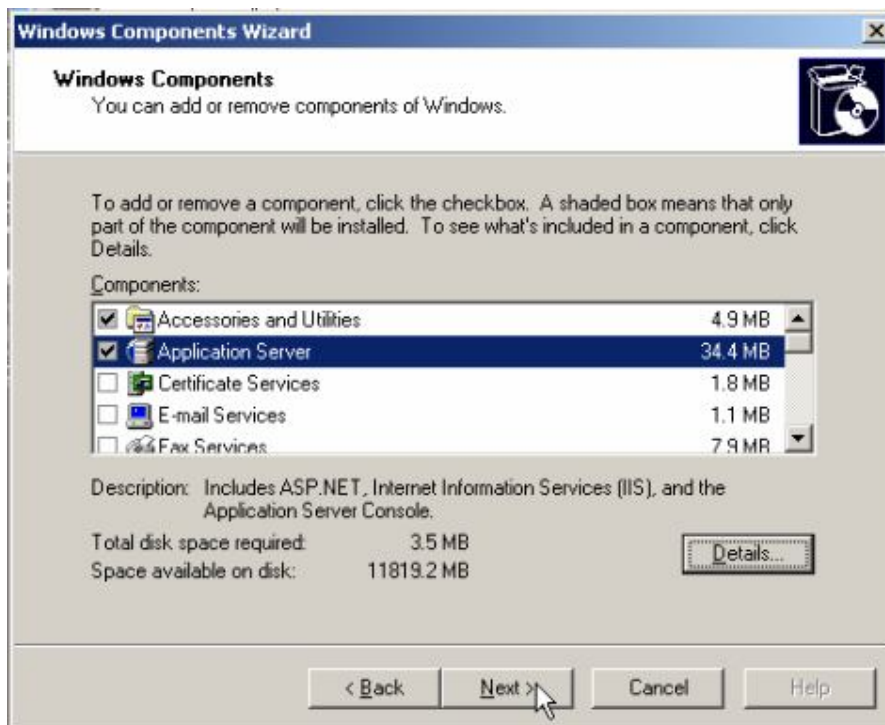 Windows Components Wizard
Windows Components
You can add or remove components of Windows.
To add or remove a component, click the checkbox. A shaded box means that only
part of the component will be installed. To see what's included in a component, click
Details.
Components:
Accessories and Utilities 4.9 MB
Application Server 34.4 MB
Certificate Services 1.8 MB
E-mail Services 1.1 MB
Fax Services 7.9 MB
Description: Includes ASP.NET, Internet Information Services (IIS), and the
Application Server Console.
Total disk space required: 3.5 MB
Space available on disk: 11819.2 MB
Details...
< Back Next > Cancel Help